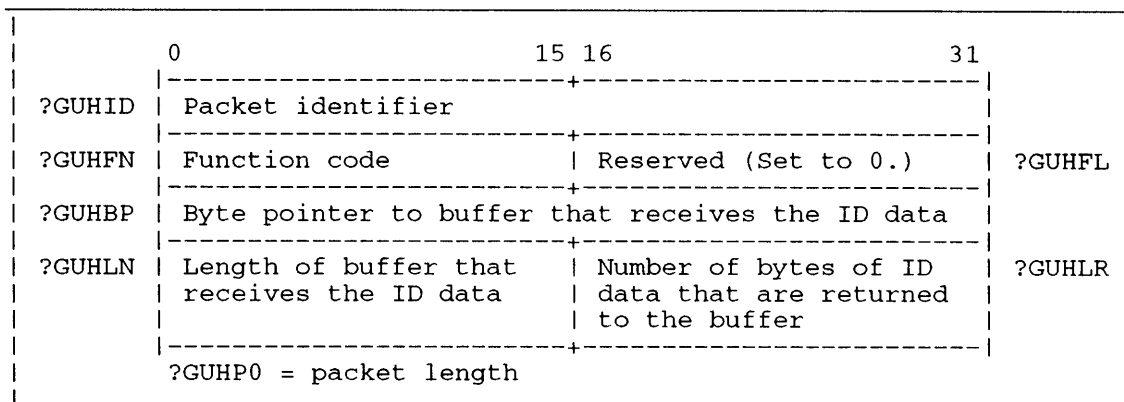 0 15 16 31
?GUHID Packet identifier
?GUHFN Function code Reserved (Set to 0.) ?GUHFL
?GUHBP Byte pointer to buffer that receives the ID data
?GUHLN Length of buffer that Number of bytes of ID ?GUHLR
receives the ID data data that are returned
to the buffer
?GUHP0 = packet length